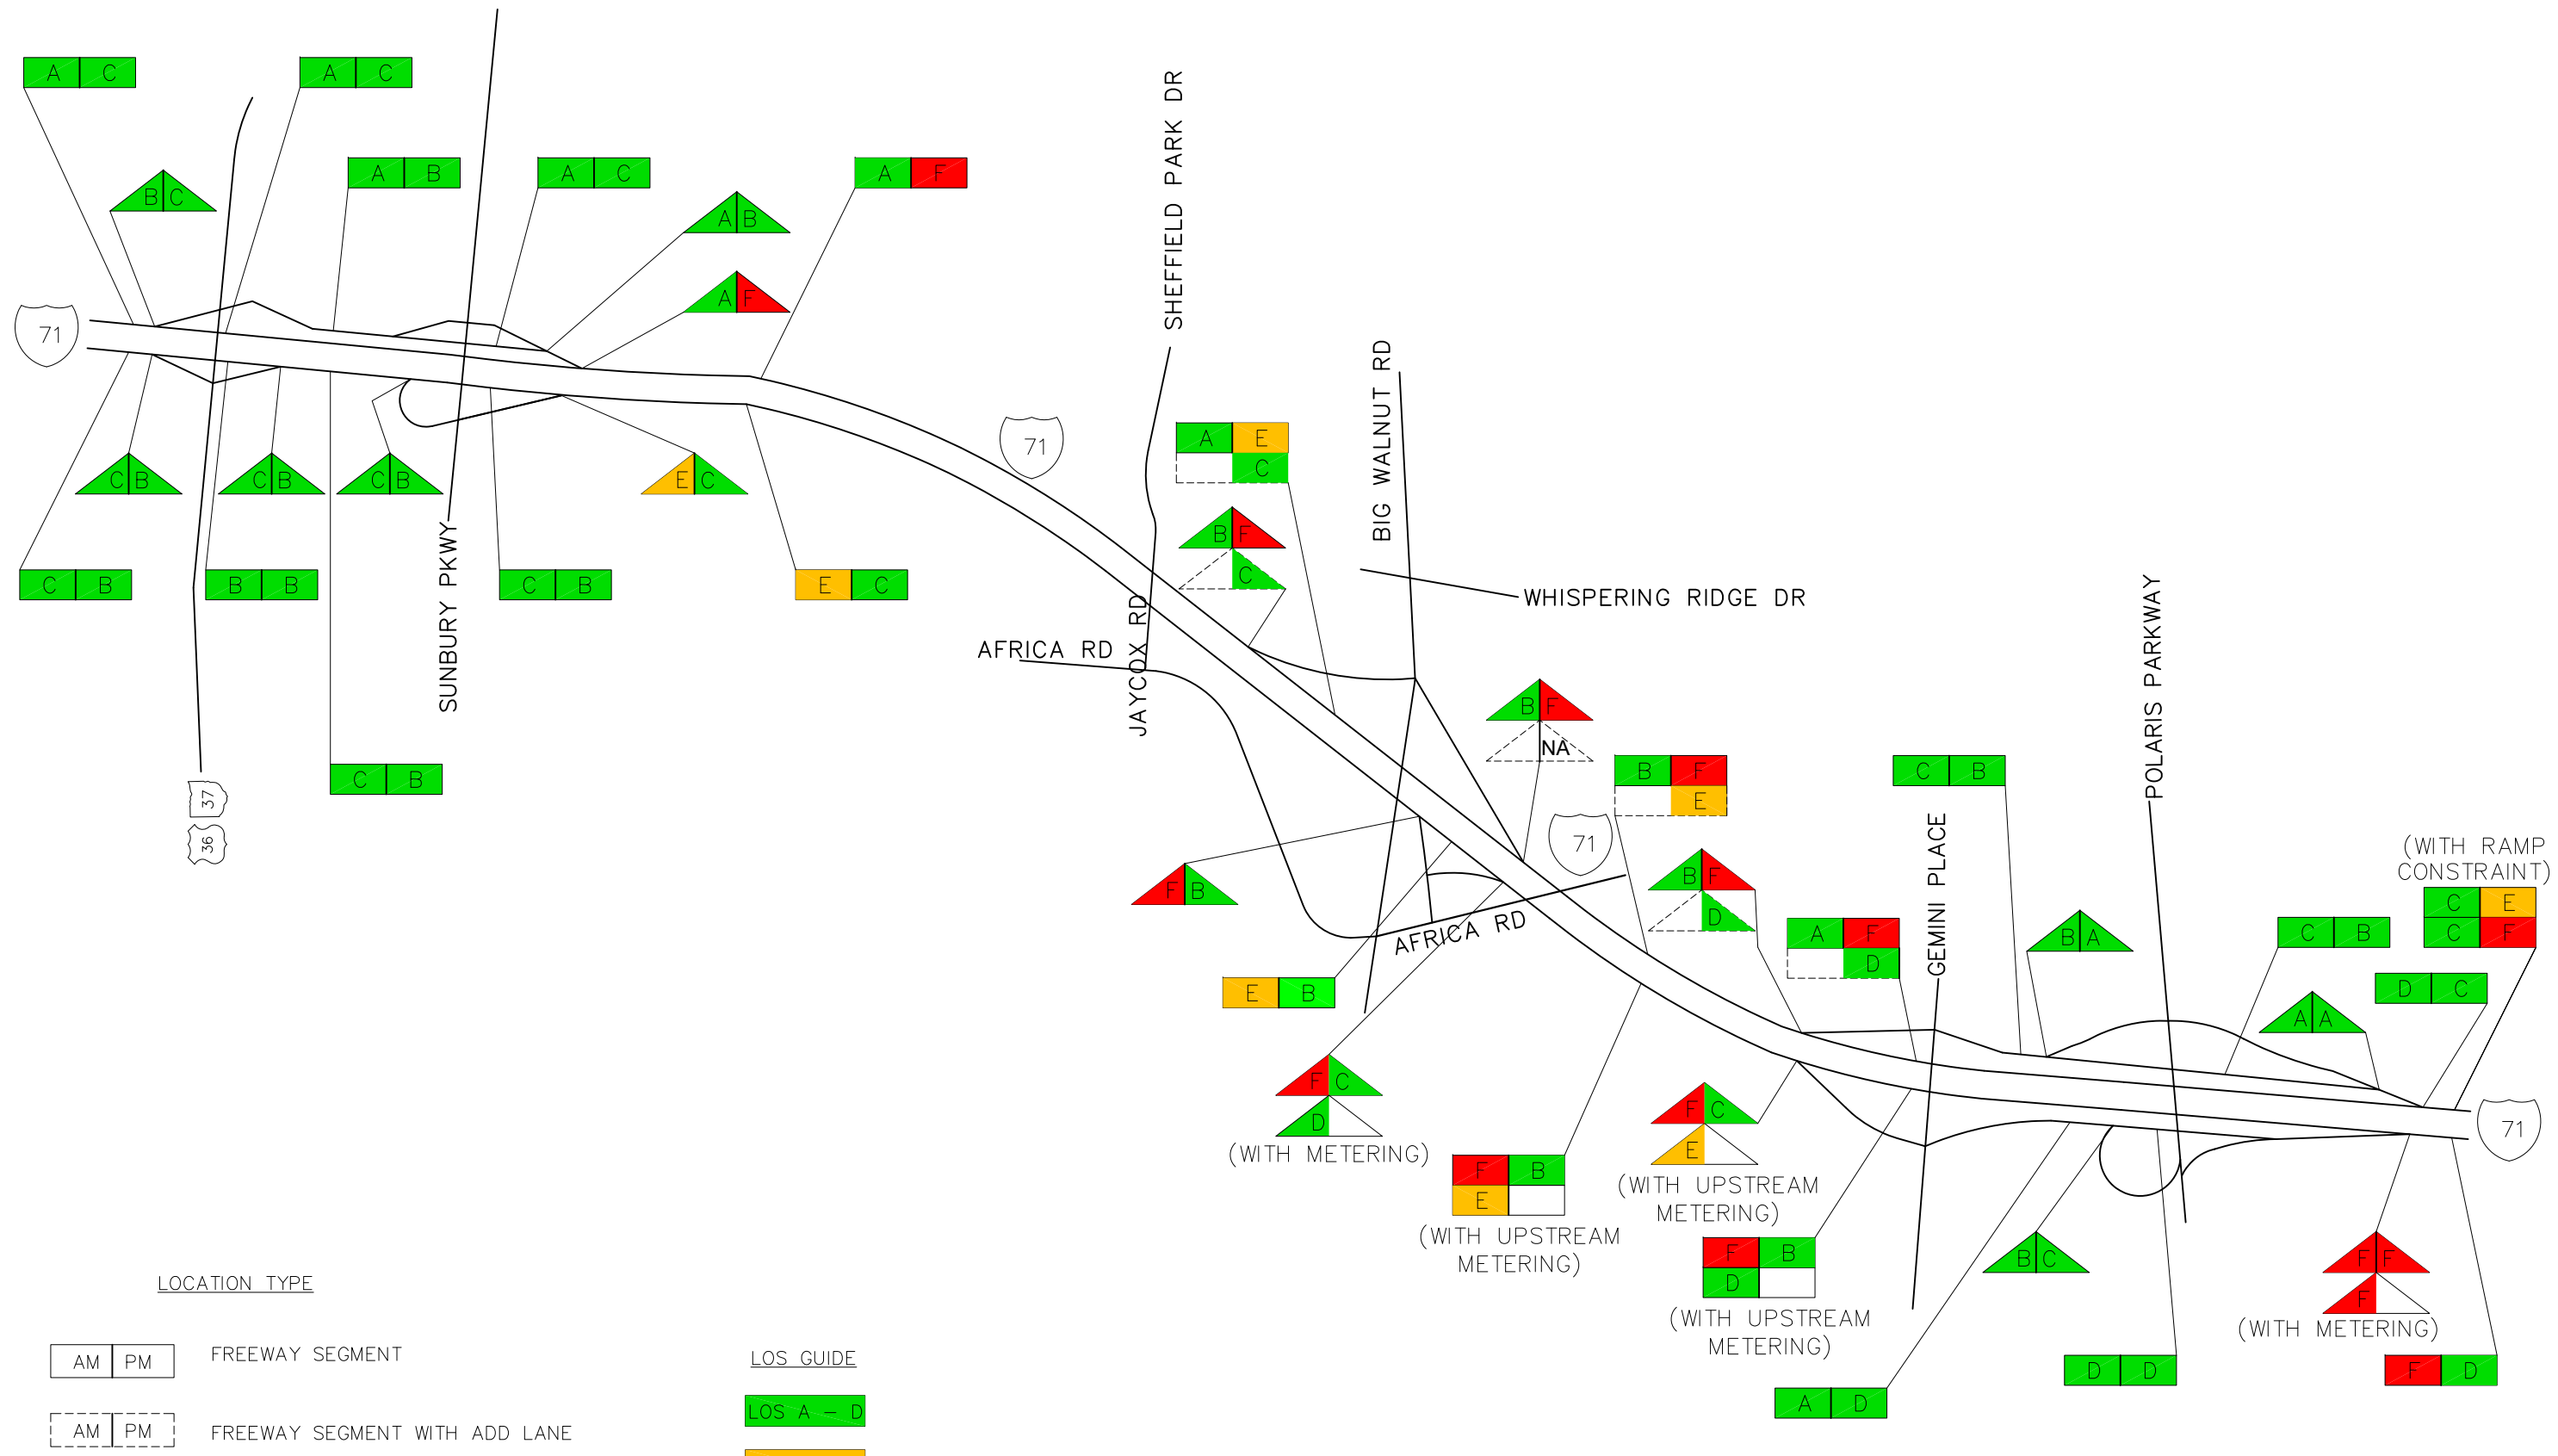 A C
A C
SHEFFIELD PARK DR
A B
A C
A F
B C
A B
A F
71
71
BIG WALNUT RD
A E
C
C B
C B
C B
E C
B F
C
SUNBURY PKWY
C B
B B
C B
E C
JAYCOX RD
WHISPERING RIDGE DR
POLARIS PARKWAY
AFRICA RD
B F
NA
C B
B F
E
C B
37
36
71
GEMINI PLACE
(WITH RAMP
CONSTRAINT)
F B
B F
D
C E
C F
AFRICA RD
A F
D
B A
C B
E B
D C
A A
F C
D
(WITH METERING)
F C
E
(WITH UPSTREAM
METERING)
71
F B
E
(WITH UPSTREAM
METERING)
F B
D
(WITH UPSTREAM
METERING)
B C
F F
F
(WITH METERING)
A D
D D
F D
LOCATION TYPE
AM PM FREEWAY SEGMENT
AM PM FREEWAY SEGMENT WITH ADD LANE
LOS GUIDE
LOS A - D